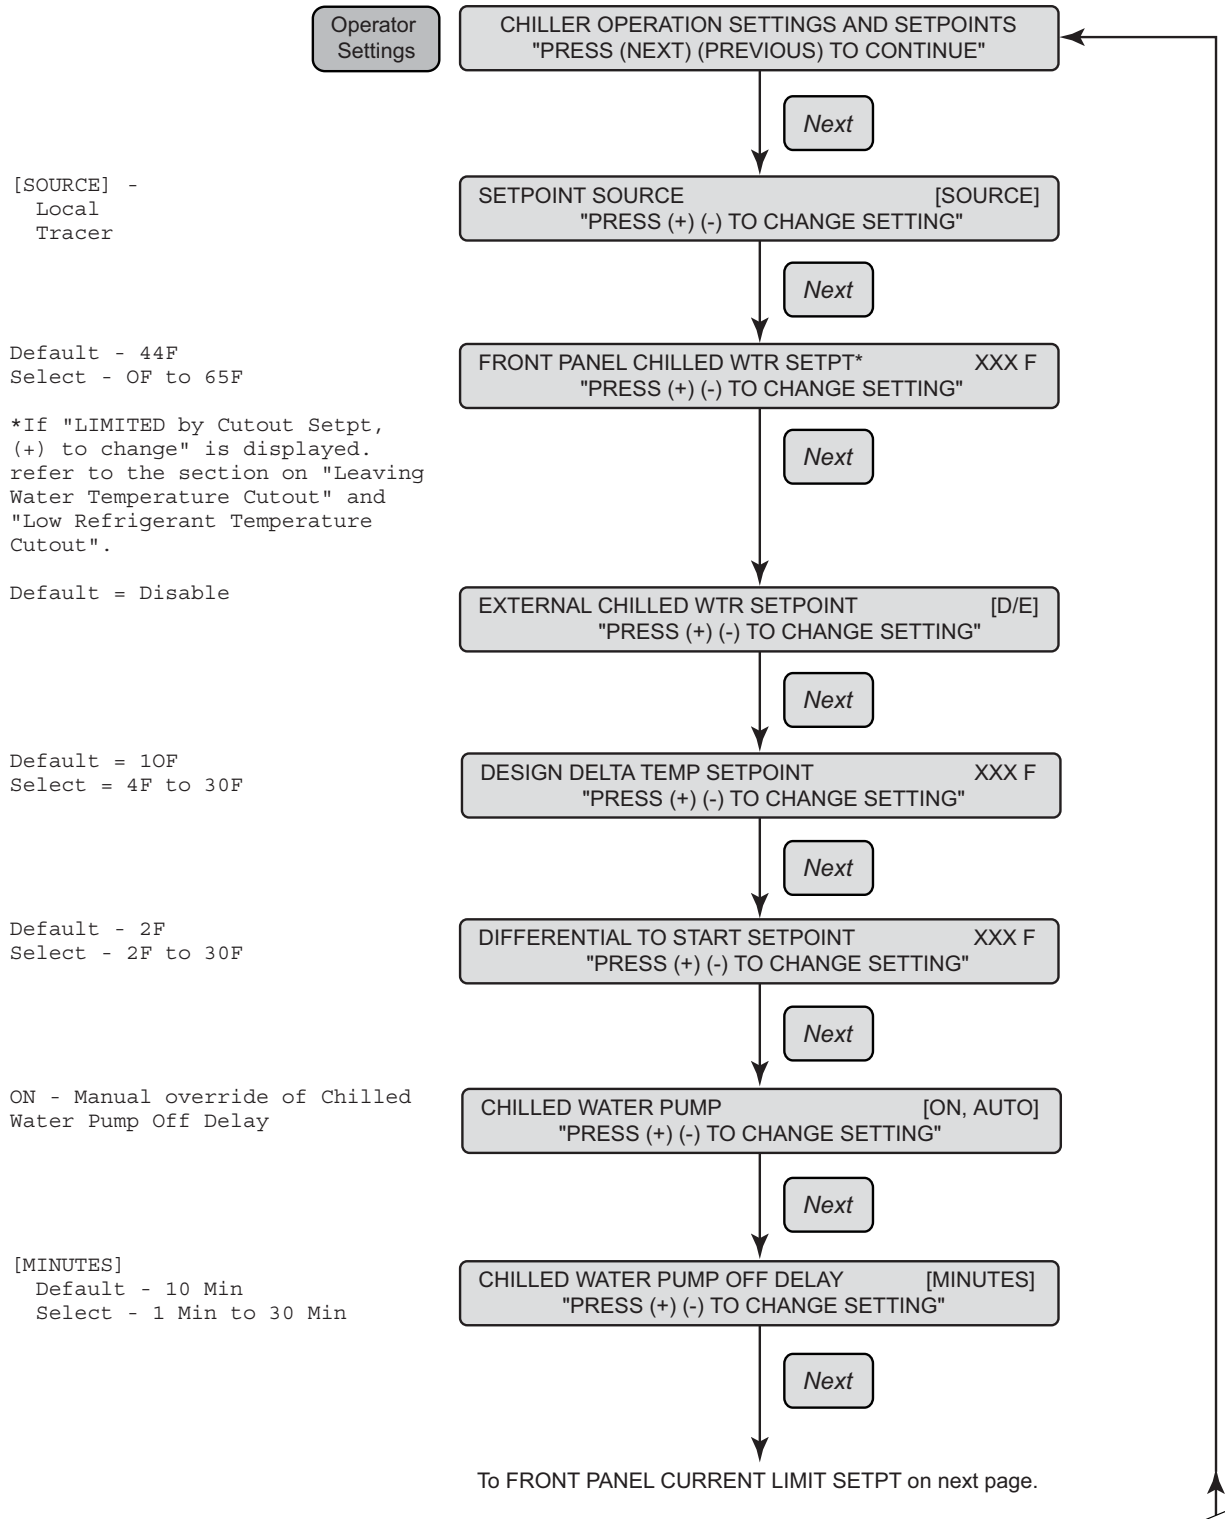 Operator
Settings
CHILLER OPERATION SETTINGS AND SETPOINTS
"PRESS (NEXT) (PREVIOUS) TO CONTINUE"
Next
[SOURCE] -
Local
Tracer
SETPOINT SOURCE [SOURCE]
"PRESS (+) (-) TO CHANGE SETTING"
Next
Default - 44F
Select - OF to 65F
*If "LIMITED by Cutout Setpt,
(+) to change" is displayed.
refer to the section on "Leaving
Water Temperature Cutout" and
"Low Refrigerant Temperature
Cutout".
FRONT PANEL CHILLED WTR SETPT* XXX F
"PRESS (+) (-) TO CHANGE SETTING"
Next
Default = Disable
EXTERNAL CHILLED WTR SETPOINT [D/E]
"PRESS (+) (-) TO CHANGE SETTING"
Next
Default = 1OF
Select = 4F to 30F
DESIGN DELTA TEMP SETPOINT XXX F
"PRESS (+) (-) TO CHANGE SETTING"
Next
Default - 2F
Select - 2F to 30F
DIFFERENTIAL TO START SETPOINT XXX F
"PRESS (+) (-) TO CHANGE SETTING"
Next
ON - Manual override of Chilled
Water Pump Off Delay
CHILLED WATER PUMP [ON, AUTO]
"PRESS (+) (-) TO CHANGE SETTING"
Next
[MINUTES]
Default - 10 Min
Select - 1 Min to 30 Min
CHILLED WATER PUMP OFF DELAY [MINUTES]
"PRESS (+) (-) TO CHANGE SETTING"
Next
To FRONT PANEL CURRENT LIMIT SETPT on next page.